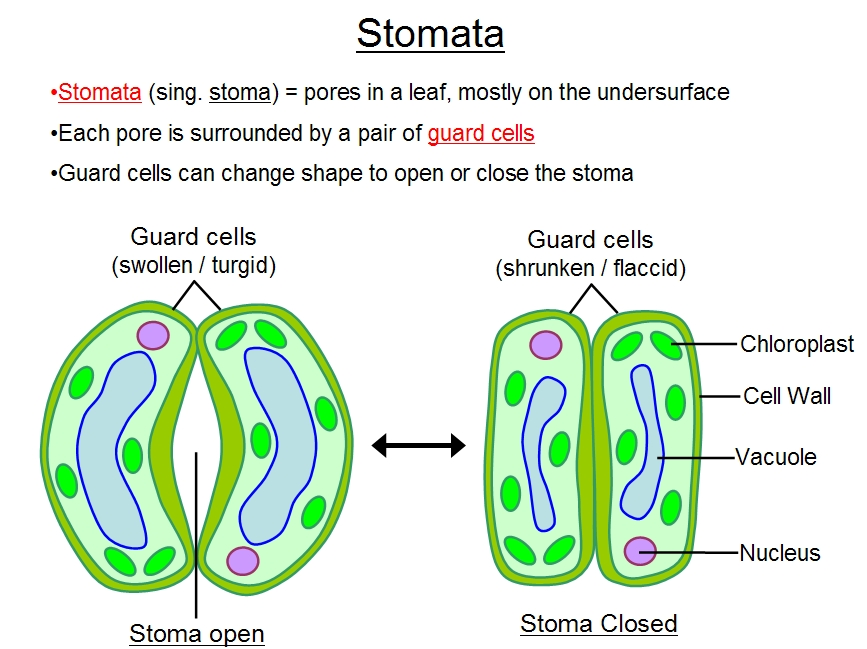 Stomata
•Stomata (sing. stoma) = pores in a leaf, mostly on the undersurface
•Each pore is surrounded by a pair of guard cells
•Guard cells can change shape to open or close the stoma
Guard cells
(swollen / turgid)
Guard cells
(shrunken / flaccid)
Chloroplast
Cell Wall
Vacuole
Nucleus
Stoma open
Stoma Closed